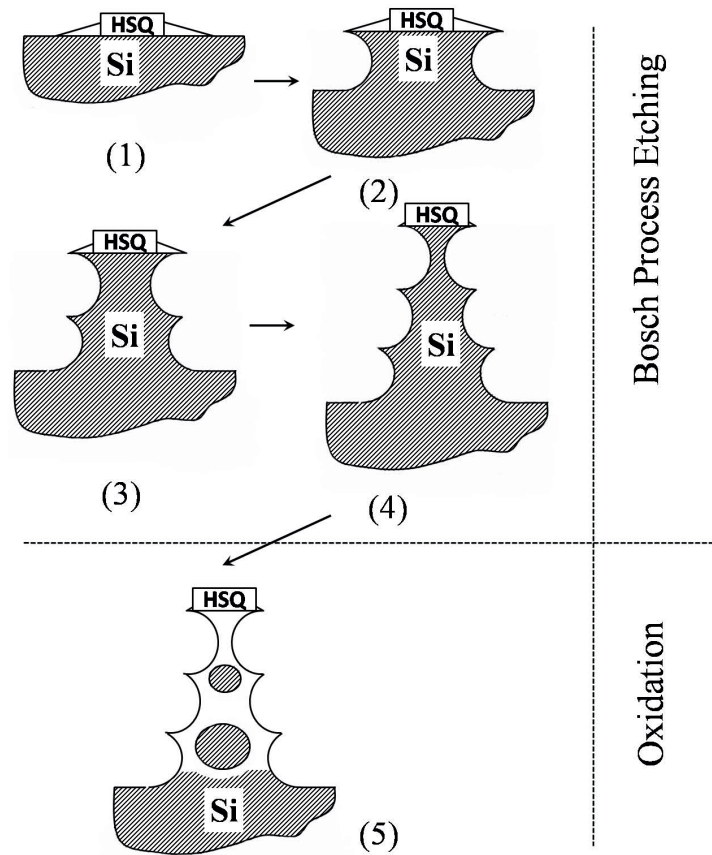 HSQ
Si
(1)
HSQ
Si
(2)
HSQ
Si
(3)
HSQ
Si
(4)
Bosch Process Etching
HSQ
Si
(5)
Oxidation